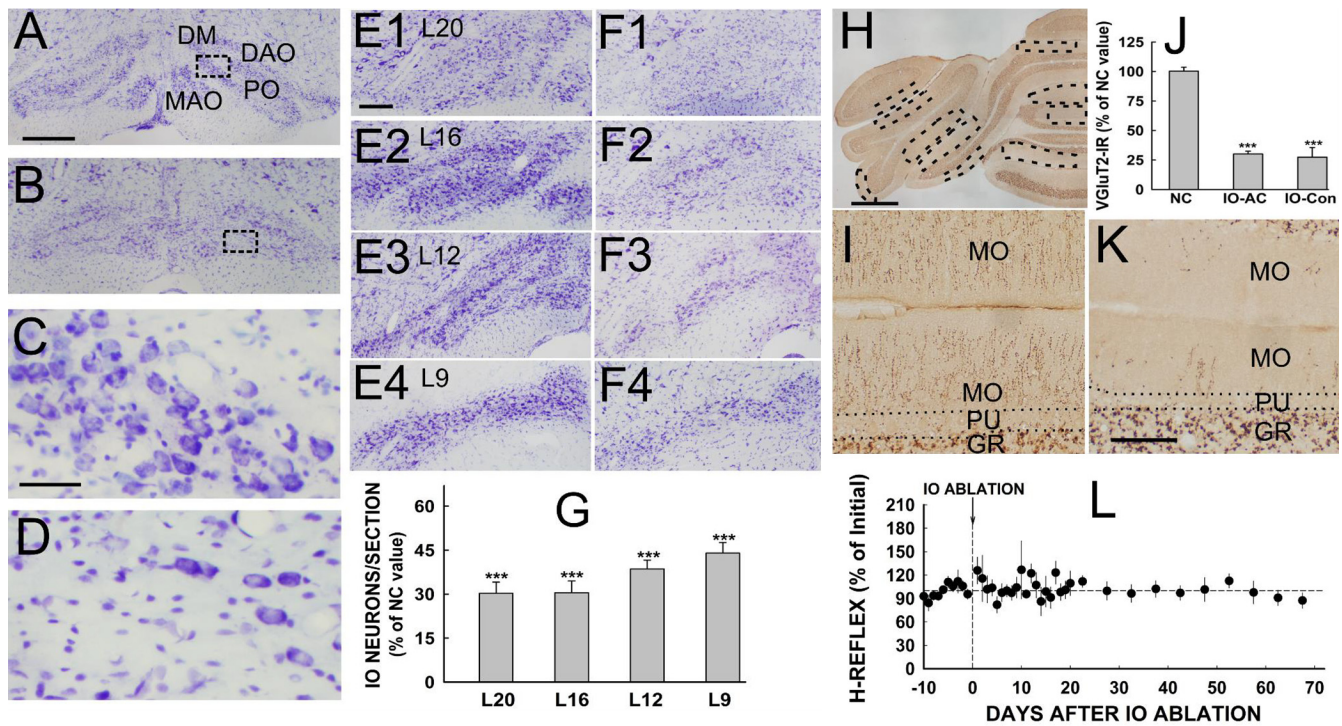 A
DM
DAO
MAO
PO
B
C
D
E1 L20
F1
E2 L16
F2
E3 L12
F3
E4 L9
F4
G
IO NEURONS/SECTION
(% of NC value)
60
45
30
15
0
***
***
***
***
L20 L16 L12 L9
H
J
VGluT2-IR (% of NC value)
125
100
75
50
25
0
***
***
NC IO-AC IO-Con
I
MO
MO
PU
GR
K
MO
MO
PU
GR
L
IO ABLATION
H-REFLEX (% of Initial)
210
180
150
120
90
60
30
0
-10 0 10 20 30 40 50 60 70
DAYS AFTER IO ABLATION